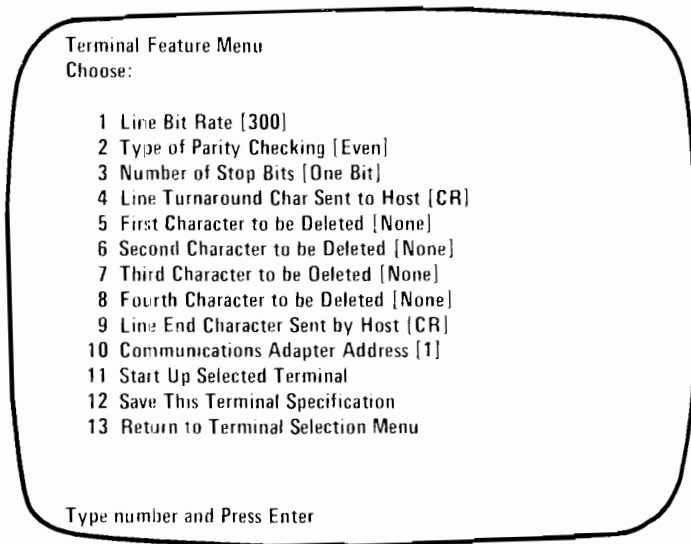 Terminal Feature Menu
Choose:
1 Line Bit Rate [300]
2 Type of Parity Checking [Even]
3 Number of Stop Bits [One Bit]
4 Line Turnaround Char Sent to Host [CR]
5 First Character to be Deleted [None]
6 Second Character to be Deleted [None]
7 Third Character to be Deleted [None]
8 Fourth Character to be Deleted [None]
9 Line End Character Sent by Host [CR]
10 Communications Adapter Address [1]
11 Start Up Selected Terminal
12 Save This Terminal Specification
13 Return to Terminal Selection Menu
Type number and Press Enter